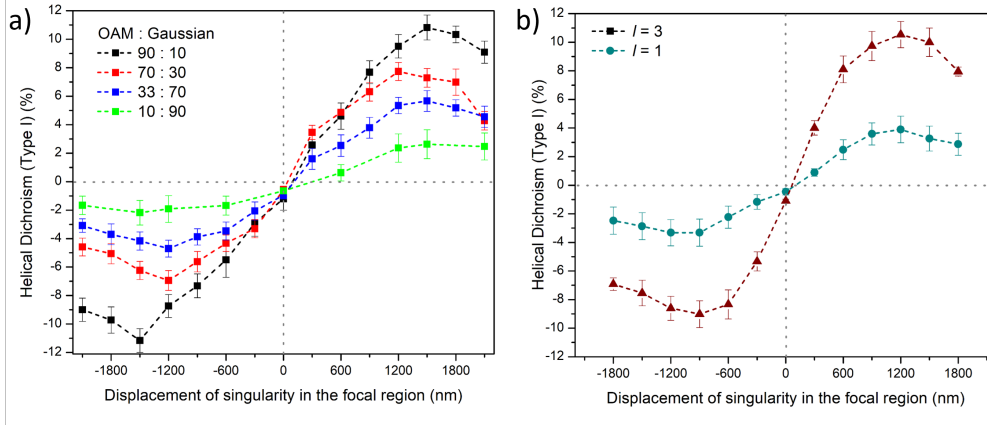 a)
OAM : Gaussian
90 : 10
70 : 30
33 : 70
10 : 90
12
10
8
6
4
2
0
-2
-4
-6
-8
-10
-12
-1800 -1200 -600 0 600 1200 1800
Helical Dichroism (Type I) (%)
Displacement of singularity in the focal region (nm)
b)
l = 3
l = 1
12
10
8
6
4
2
0
-2
-4
-6
-8
-10
-12
-1800 -1200 -600 0 600 1200 1800
Helical Dichroism (Type I) (%)
Displacement of singularity in the focal region (nm)